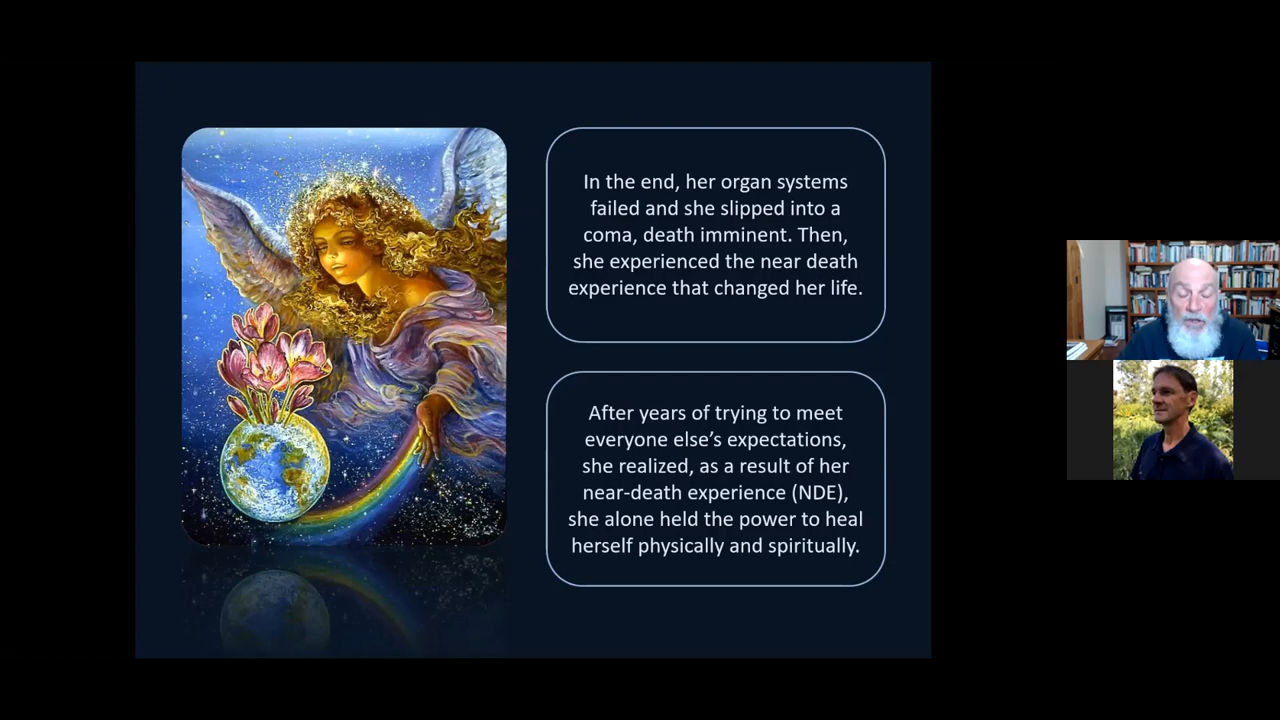 In the end, her organ systems
failed and she slipped into a
coma, death imminent. Then,
she experienced the near death
experience that changed her life.
After years of trying to meet
everyone else’s expectations,
she realized, as a result of her
near-death experience (NDE),
she alone held the power to heal
herself physically and spiritually.